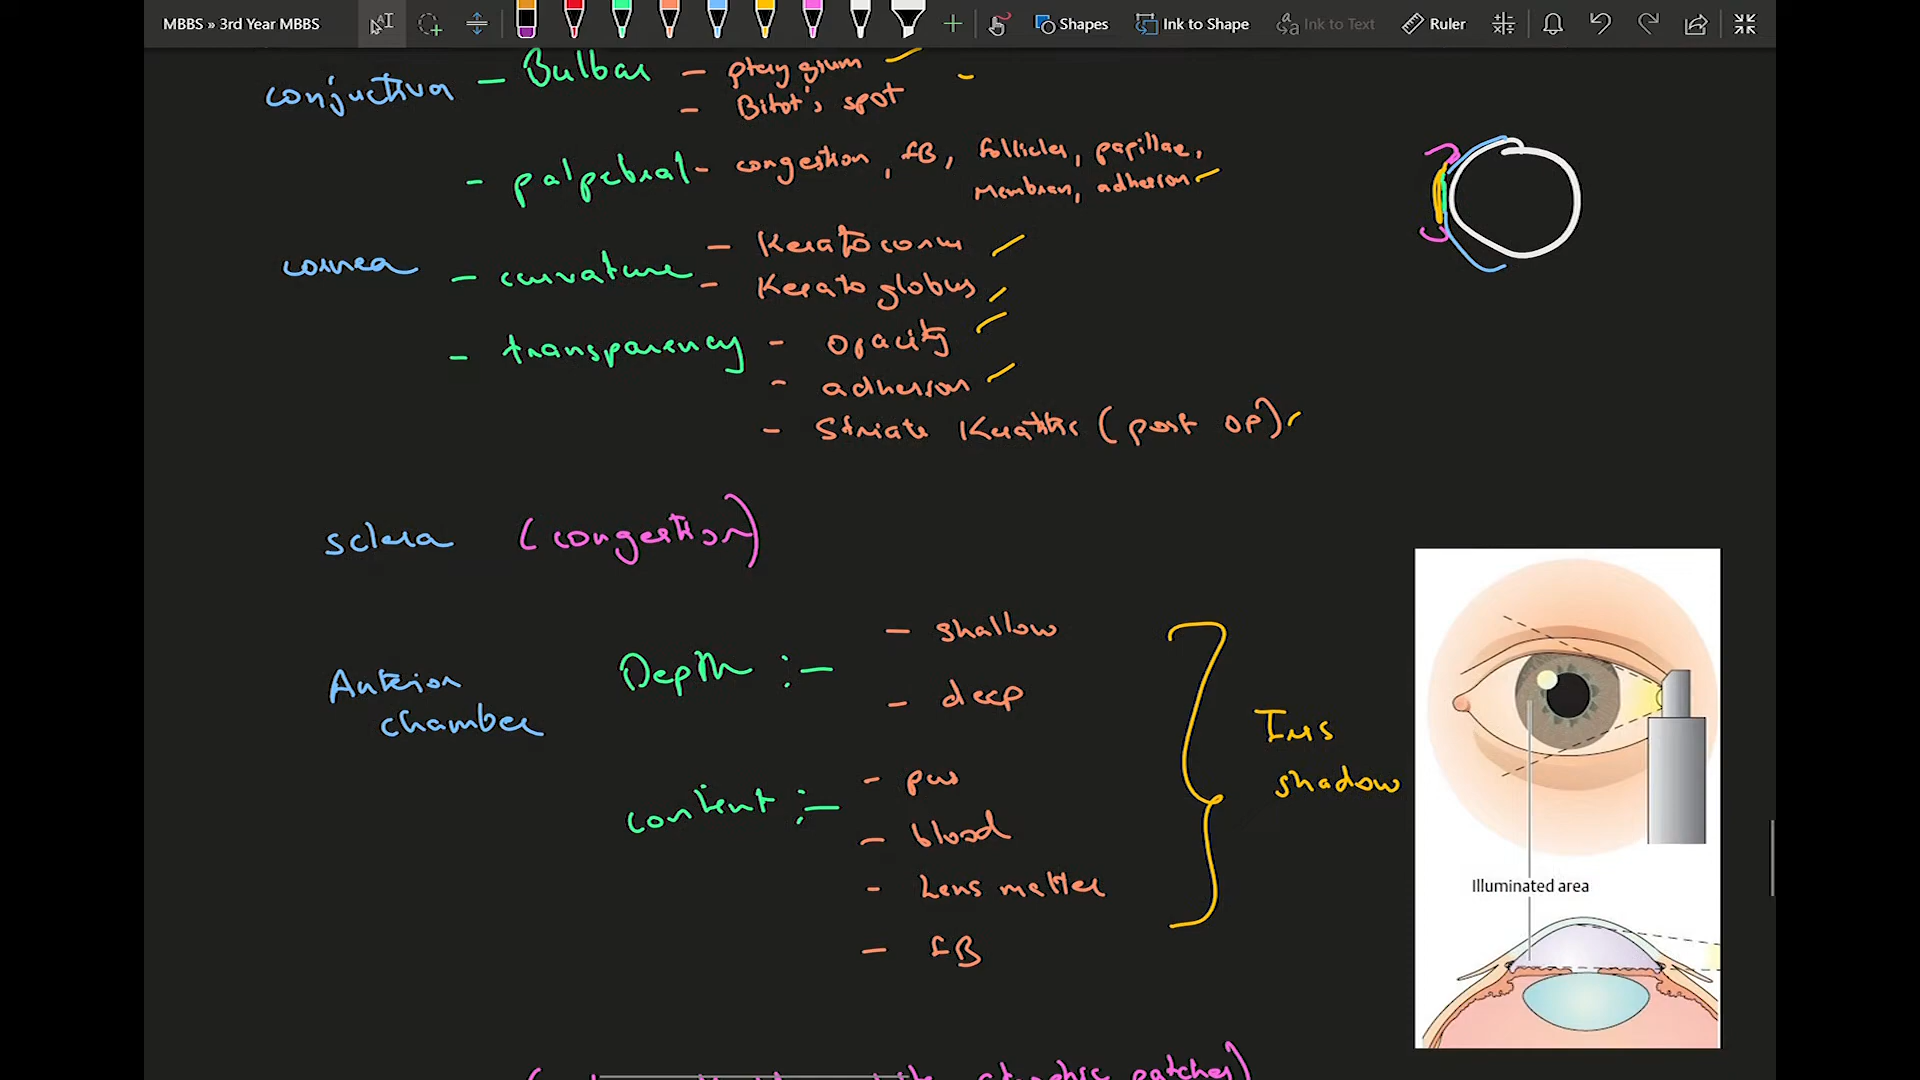 MBBS » 3rd Year MBBS
Shapes
Ink to Shape
Ink to Text
Ruler
conjuctiva - Bulbar - pterygium
- Bitot's spot
- palpebral - congestion, FB, follicles, papillae,
membran, adhesion
cornea - curvature - Keratoconus
- Kerato globus
- transparency - opacity
- adhesion
- Striate Keratitis (post op)
sclera (congestion)
Anterior chamber
Depth :-
- shallow
- deep
content :-
- pus
- blood
- Lens matter
- FB
Iris
shadow
Illuminated area
patches)